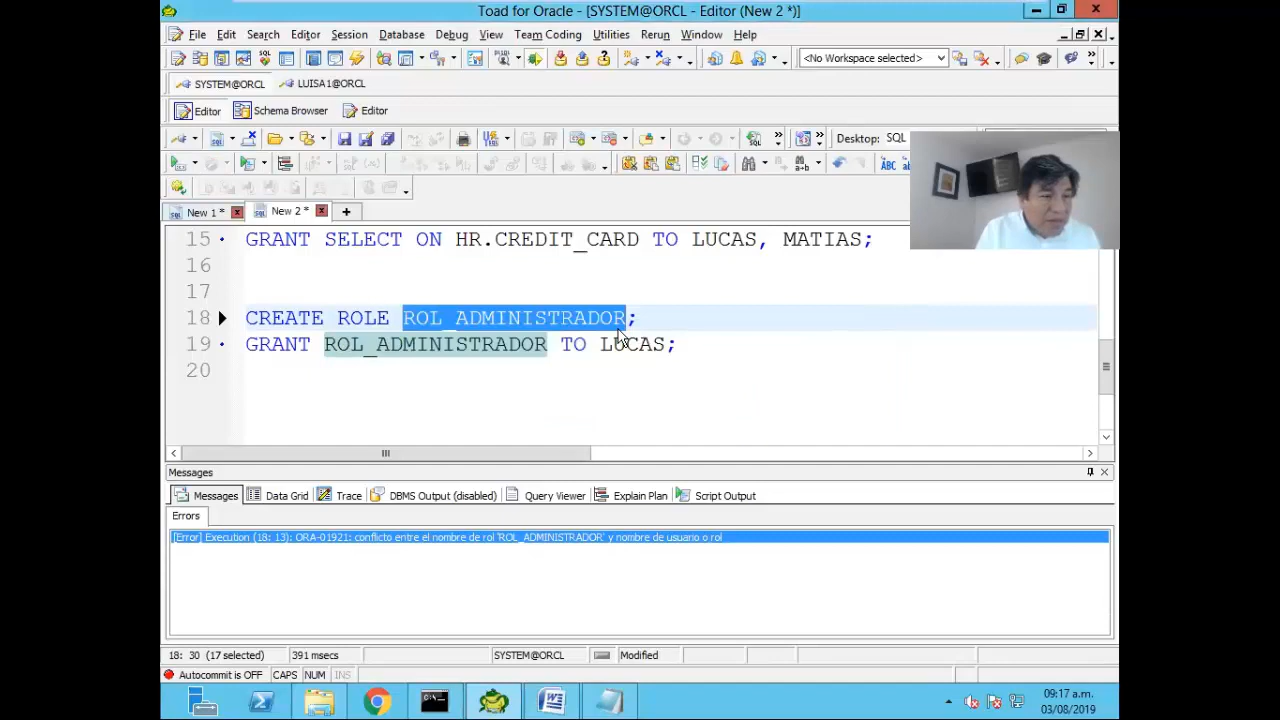 Toad for Oracle - [SYSTEM@ORCL - Editor (New 2 *)]
File Edit Search Editor Session Database Debug View Team Coding Utilities Rerun Window Help
<No Workspace selected>
SYSTEM@ORCL LUISA1@ORCL
Editor Schema Browser Editor
Desktop: SQL
New 1 * New 2 *
15 GRANT SELECT ON HR.CREDIT_CARD TO LUCAS, MATIAS;
16
17
18 CREATE ROLE ROL_ADMINISTRADOR;
19 GRANT ROL_ADMINISTRADOR TO LUCAS;
20
Messages
Messages Data Grid Trace DBMS Output (disabled) Query Viewer Explain Plan Script Output
Errors
[Error] Execution (18: 13): ORA-01921: conflicto entre el nombre de rol 'ROL_ADMINISTRADOR' y nombre de usuario o rol
18: 30 (17 selected) 391 msecs SYSTEM@ORCL Modified
Autocommit is OFF CAPS NUM INS
09:17 a.m.
03/08/2019